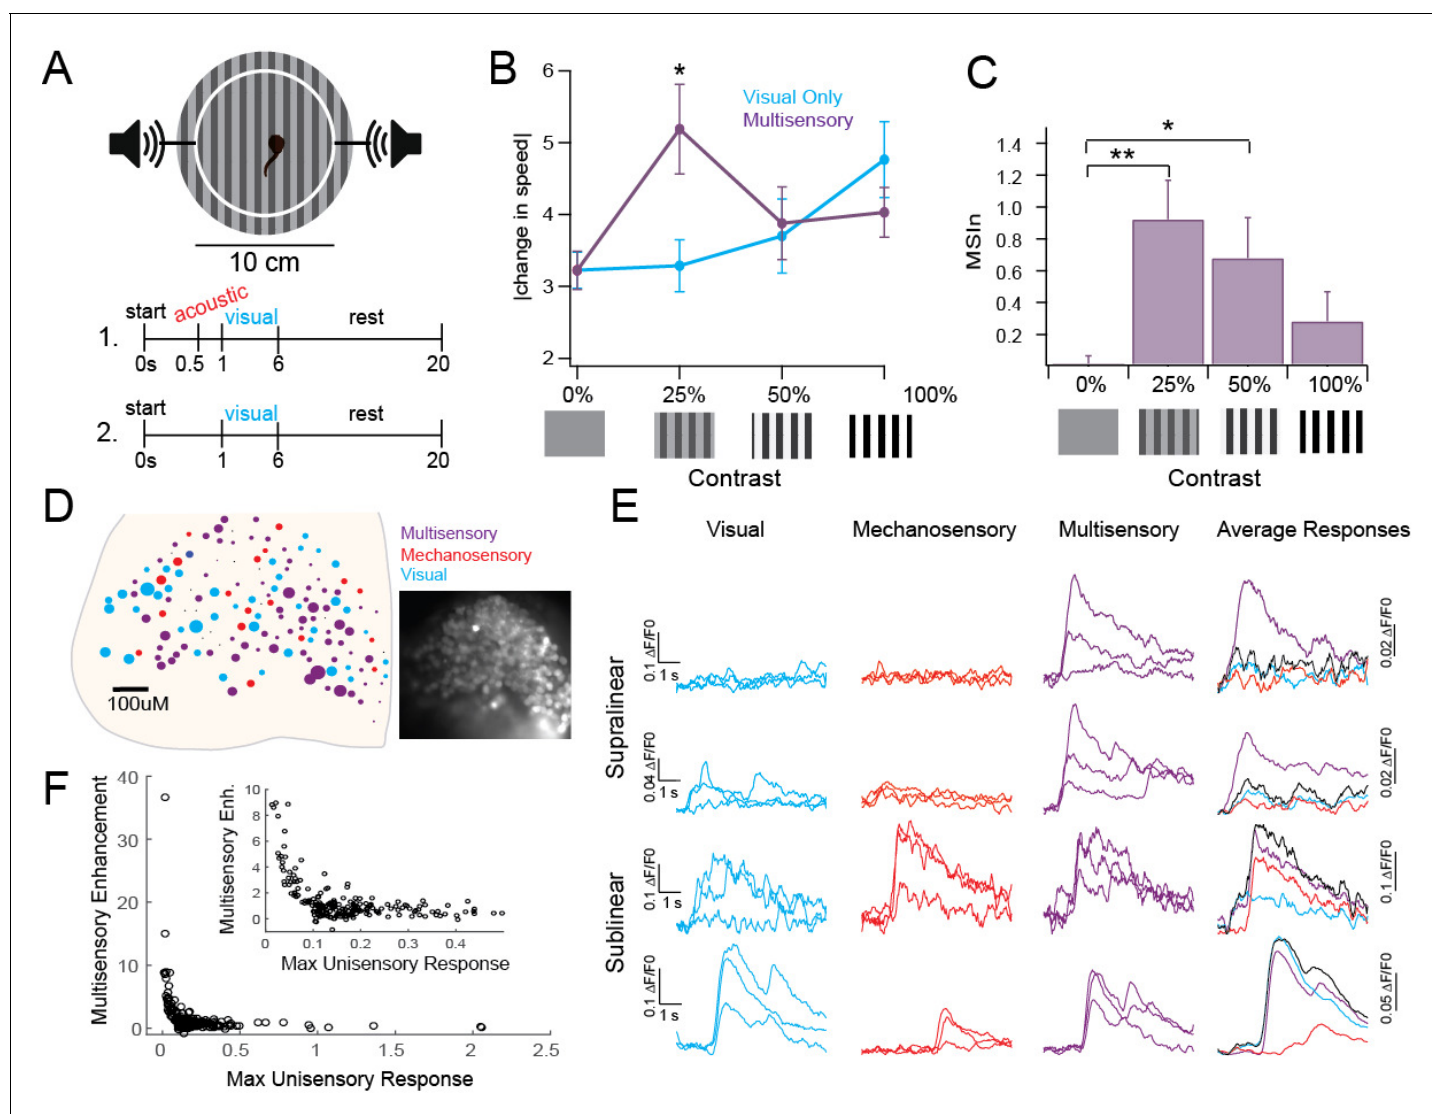 A
10 cm
start
acoustic
visual
rest
1.
0s
0.5
1
6
20
start
visual
rest
2.
0s
1
6
20
B
6
5
4
3
2
|change in speed|
*
Visual Only
Multisensory
0%
25%
50%
100%
Contrast
C
1.4
1.2
1.0
0.8
0.6
0.4
0.2
MSIn
*
**
0%
25%
50%
100%
Contrast
D
Multisensory
Mechanosensory
Visual
100uM
E
Visual
Mechanosensory
Multisensory
Average Responses
Supralinear
0.1 ΔF/F0
0.1 s
0.02 ΔF/F0
0.04 ΔF/F0
1 s
0.02 ΔF/F0
Sublinear
0.1 ΔF/F0
1 s
0.1 ΔF/F0
0.1 ΔF/F0
1 s
0.05 ΔF/F0
F
40
30
20
10
0
Multisensory Enhancement
0
0.5
1
1.5
2
2.5
Max Unisensory Response
10
8
6
4
2
0
Multisensory Enh.
0
0.1
0.2
0.3
0.4
Max Unisensory Response